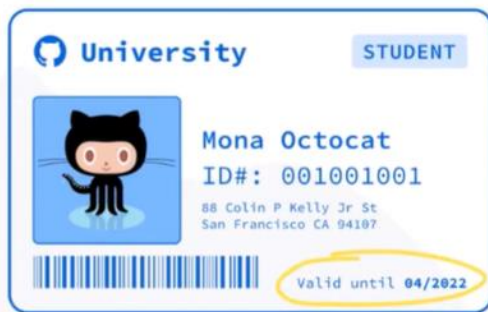 University
STUDENT
Mona Octocat
ID#: 001001001
88 Colin P Kelly Jr St
San Francisco CA 94107
Valid until 04/2022